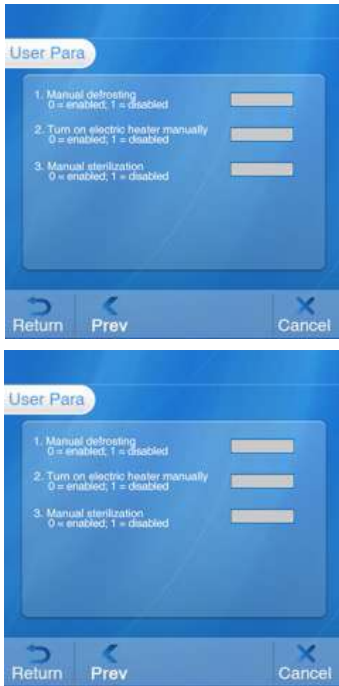 User Para
1. Manual defrosting
0 = enabled; 1 = disabled
2. Turn on electric heater manually
0 = enabled; 1 = disabled
3. Manual sterilization
0 = enabled; 1 = disabled
Return Prev Cancel
User Para
1. Manual defrosting
0 = enabled; 1 = disabled
2. Turn on electric heater manually
0 = enabled; 1 = disabled
3. Manual sterilization
0 = enabled; 1 = disabled
Return Prev Cancel